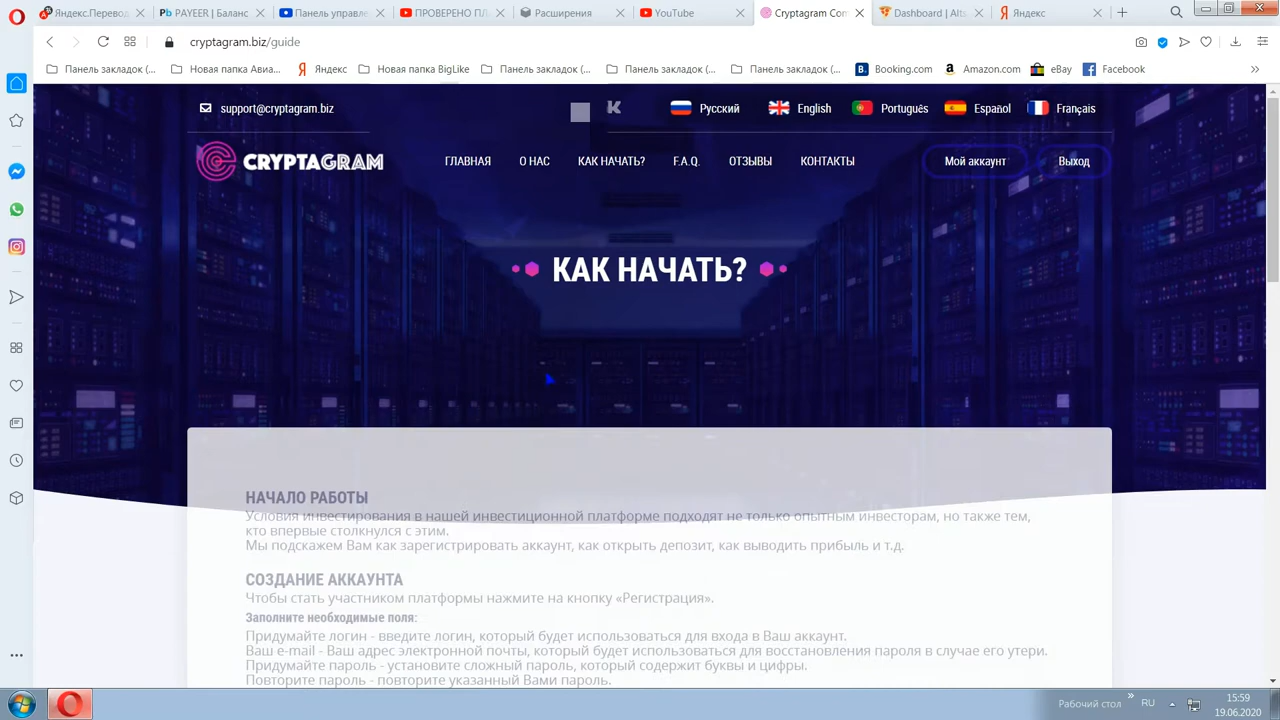 Яндекс.Перевод
PAYEER | Баланс
Панель управле
ПРОВЕРЕНО ПЛ
Расширения
YouTube
Cryptagram Com
Dashboard | Alts
Яндекс
cryptagram.biz/guide
Панель закладок (...
Новая папка Авиа...
Яндекс
Новая папка BigLike
Панель закладок (...
Панель закладок (...
Панель закладок (...
Booking.com
Amazon.com
eBay
Facebook
support@cryptagram.biz
Русский
English
Português
Español
Français
CRYPTAGRAM
ГЛАВНАЯ
О НАС
КАК НАЧАТЬ?
F.A.Q.
ОТЗЫВЫ
КОНТАКТЫ
Мой аккаунт
Выход
КАК НАЧАТЬ?
НАЧАЛО РАБОТЫ
Условия инвестирования в нашей инвестиционной платформе подходят не только опытным инвесторам, но также тем,
кто впервые столкнулся с этим.
Мы подскажем Вам как зарегистрировать аккаунт, как открыть депозит, как выводить прибыль и т.д.
СОЗДАНИЕ АККАУНТА
Чтобы стать участником платформы нажмите на кнопку «Регистрация».
Заполните необходимые поля:
Придумайте логин - введите логин, который будет использоваться для входа в Ваш аккаунт.
Ваш e-mail - Ваш адрес электронной почты, который будет использоваться для восстановления пароля в случае его утери.
Придумайте пароль - установите сложный пароль, который содержит буквы и цифры.
Повторите пароль - повторите указанный Вами пароль.
Рабочий стол
RU
15:59
19.06.2020